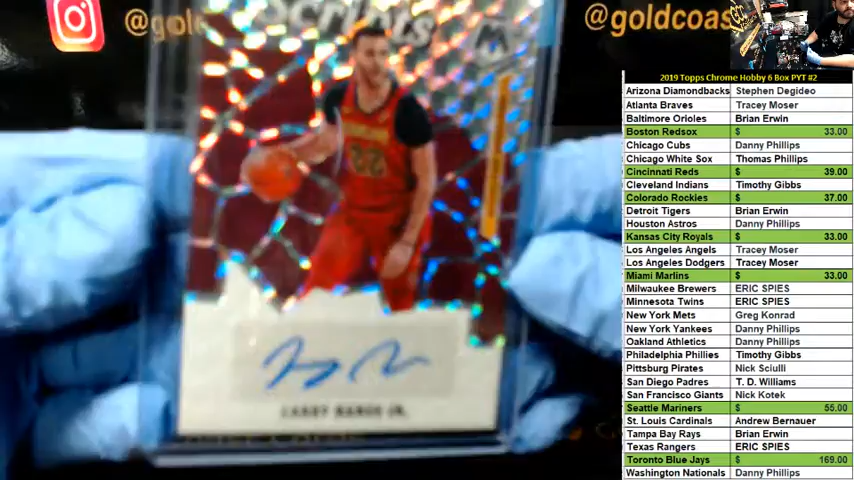 @gol
@goldcoas
Scripts
22
LARRY NANCE JR.
2019 Topps Chrome Hobby 6 Box PYT #2
Arizona Diamondbacks Stephen Degideo
Atlanta Braves Tracey Moser
Baltimore Orioles Brian Erwin
Boston Redsox $ 33.00
Chicago Cubs Danny Phillips
Chicago White Sox Thomas Phillips
Cincinnati Reds $ 39.00
Cleveland Indians Timothy Gibbs
Colorado Rockies $ 37.00
Detroit Tigers Brian Erwin
Houston Astros Danny Phillips
Kansas City Royals $ 33.00
Los Angeles Angels Tracey Moser
Los Angeles Dodgers Tracey Moser
Miami Marlins $ 33.00
Milwaukee Brewers ERIC SPIES
Minnesota Twins ERIC SPIES
New York Mets Greg Konrad
New York Yankees Danny Phillips
Oakland Athletics Danny Phillips
Philadelphia Phillies Timothy Gibbs
Pittsburg Pirates Nick Sciulli
San Diego Padres T. D. Williams
San Francisco Giants Nick Kotek
Seattle Mariners $ 55.00
St. Louis Cardinals Andrew Bernauer
Tampa Bay Rays Brian Erwin
Texas Rangers ERIC SPIES
Toronto Blue Jays $ 169.00
Washington Nationals Danny Phillips